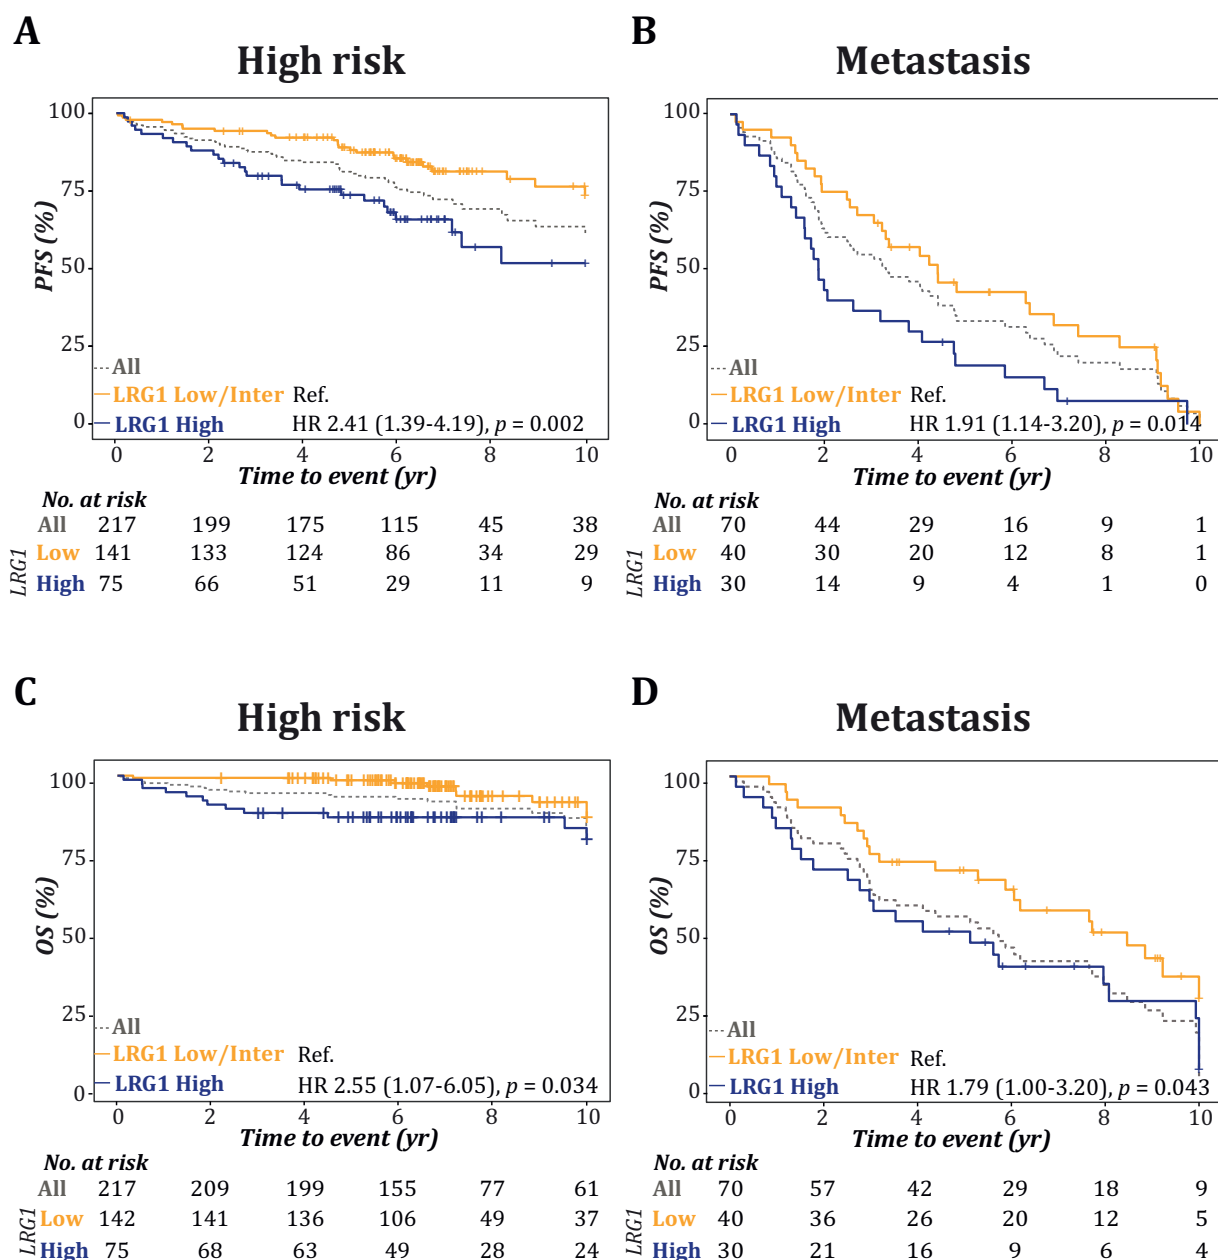 A
High risk
100
75
50
25
0
PFS (%)
All
LRG1 Low/Inter Ref.
LRG1 High HR 2.41 (1.39-4.19), p = 0.002
0 2 4 6 8 10
Time to event (yr)
No. at risk
All 217 199 175 115 45 38
LRG1
Low 141 133 124 86 34 29
High 75 66 51 29 11 9
B
Metastasis
100
75
50
25
0
PFS (%)
All
LRG1 Low/Inter Ref.
LRG1 High HR 1.91 (1.14-3.20), p = 0.014
0 2 4 6 8 10
Time to event (yr)
No. at risk
All 70 44 29 16 9 1
LRG1
Low 40 30 20 12 8 1
High 30 14 9 4 1 0
C
High risk
100
75
50
25
0
OS (%)
All
LRG1 Low/Inter Ref.
LRG1 High HR 2.55 (1.07-6.05), p = 0.034
0 2 4 6 8 10
Time to event (yr)
No. at risk
All 217 209 199 155 77 61
LRG1
Low 142 141 136 106 49 37
High 75 68 63 49 28 24
D
Metastasis
100
75
50
25
0
OS (%)
All
LRG1 Low/Inter Ref.
LRG1 High HR 1.79 (1.00-3.20), p = 0.043
0 2 4 6 8 10
Time to event (yr)
No. at risk
All 70 57 42 29 18 9
LRG1
Low 40 36 26 20 12 5
High 30 21 16 9 6 4